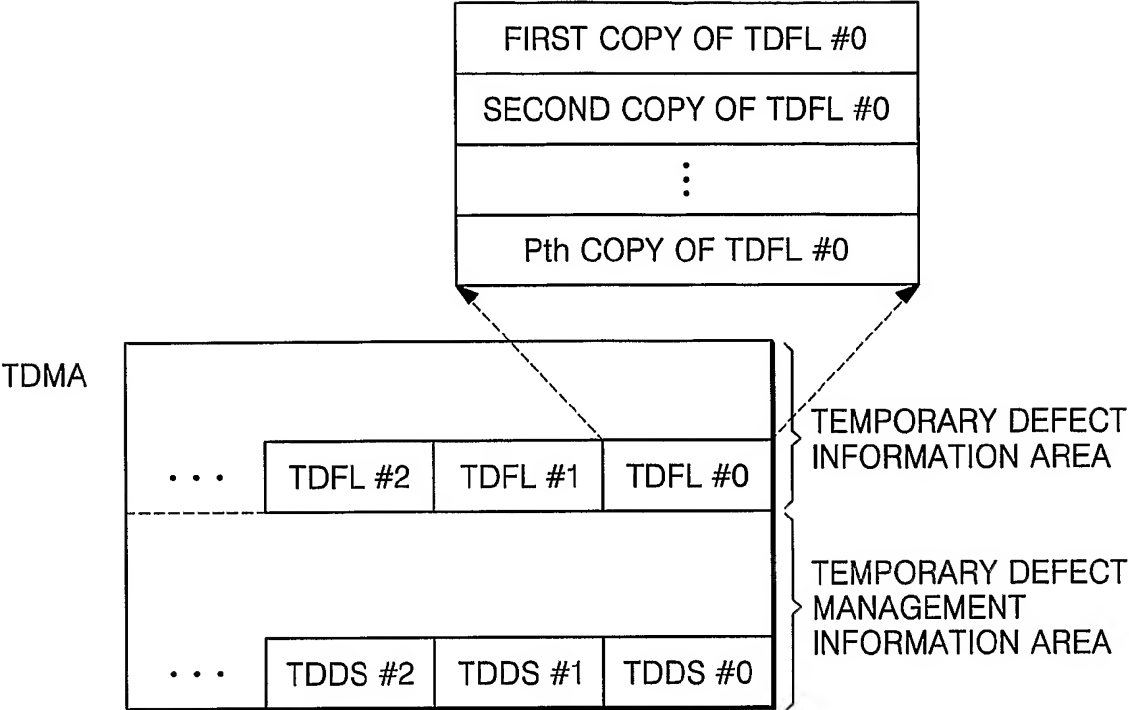 FIRST COPY OF TDFL #0
SECOND COPY OF TDFL #0
⋮
Pth COPY OF TDFL #0
TDMA
TEMPORARY DEFECT
INFORMATION AREA
... TDFL #2 TDFL #1 TDFL #0
TEMPORARY DEFECT
MANAGEMENT
INFORMATION AREA
... TDDS #2 TDDS #1 TDDS #0